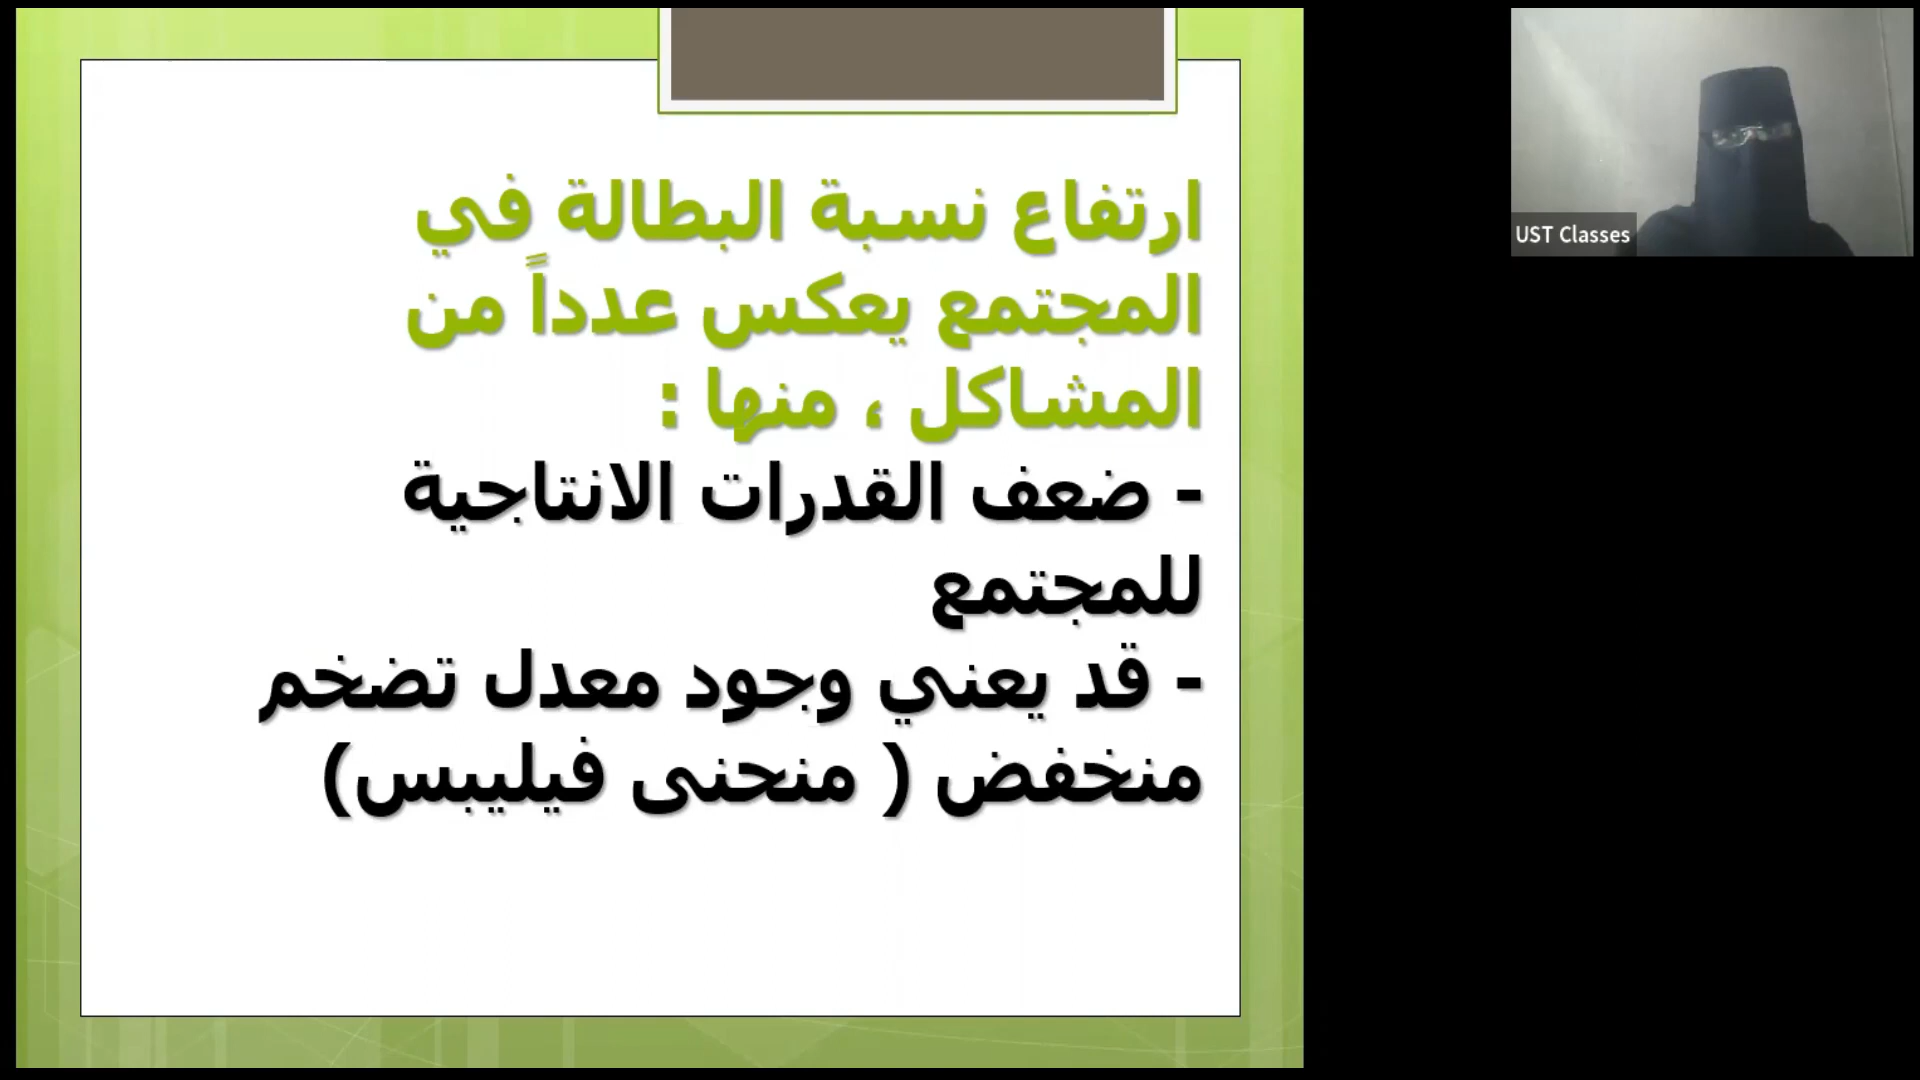 ارتفاع نسبة البطالة في
المجتمع يعكس عدداً من
المشاكل ، منها :
- ضعف القدرات الانتاجية
للمجتمع
- قد يعني وجود معدل تضخم
منخفض ( منحنى فيليبس)
UST Classes